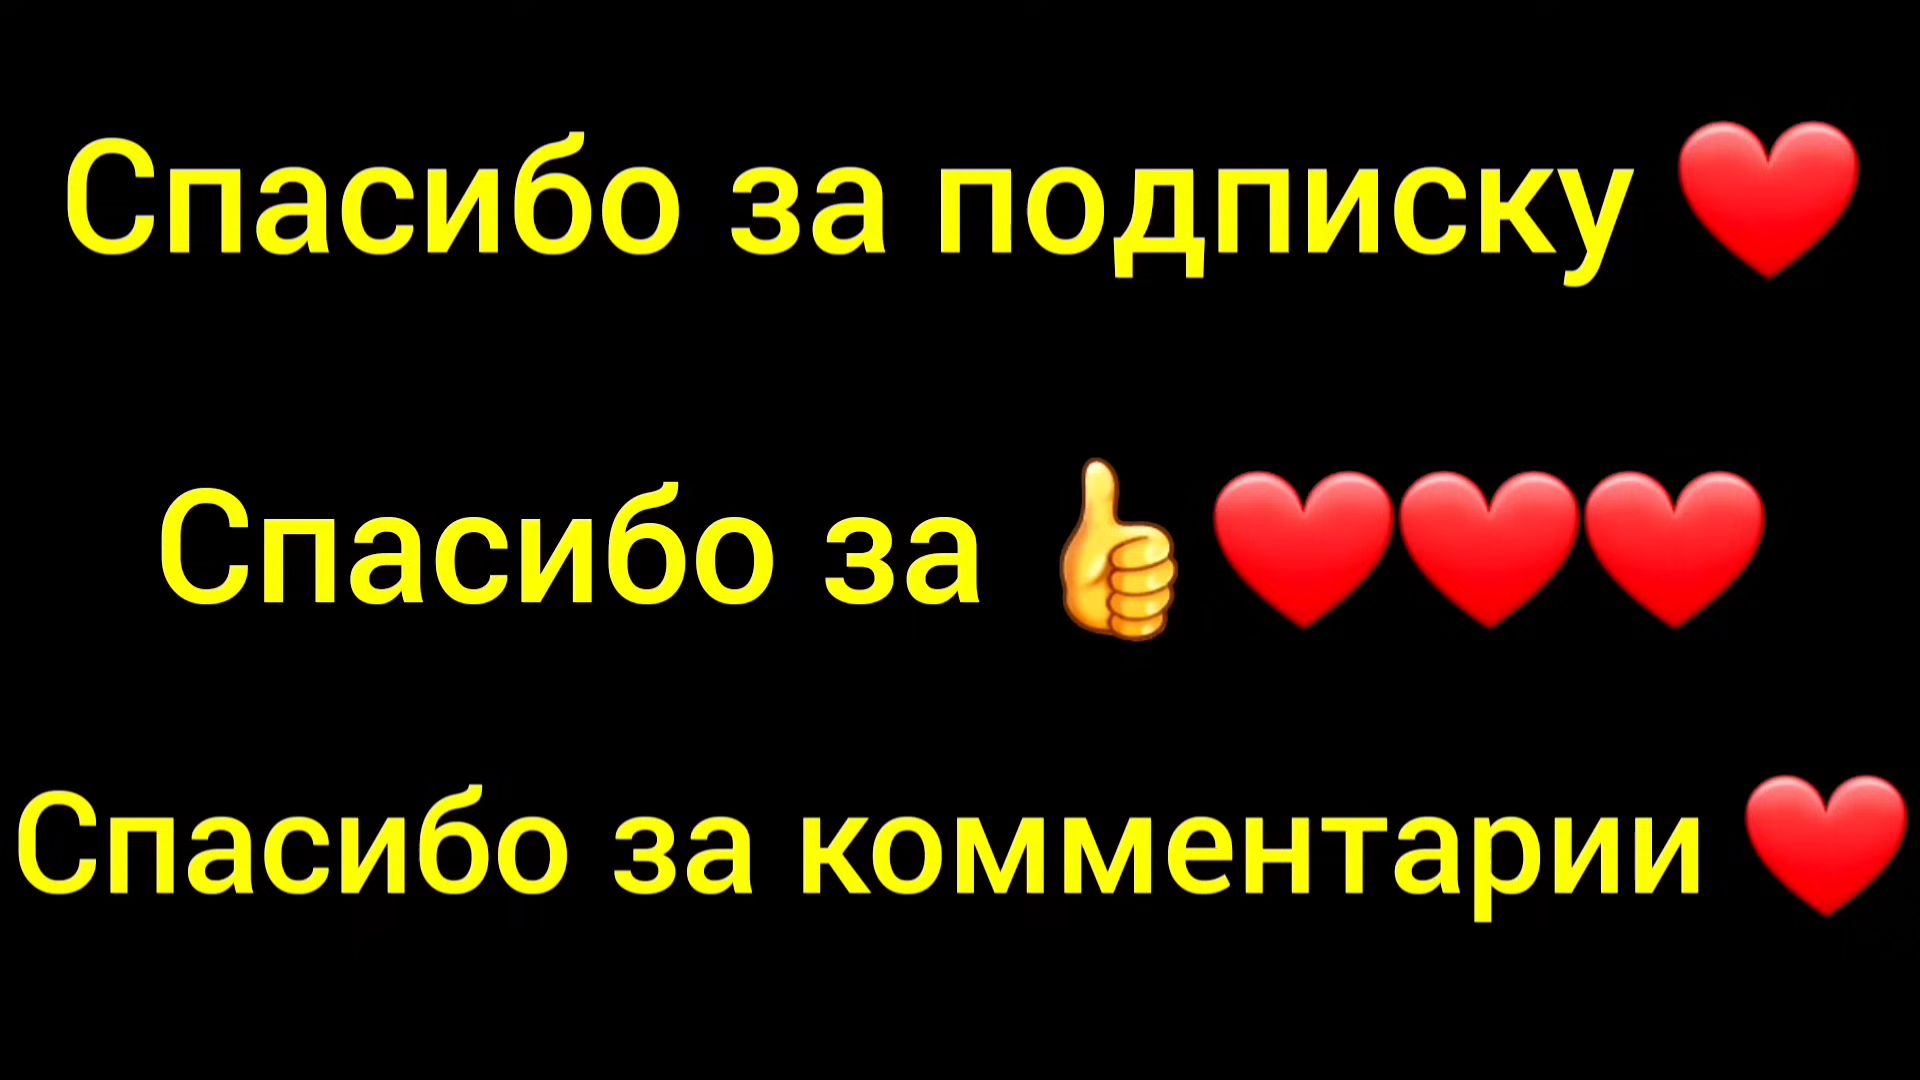 Спасибо за подписку ❤️
Спасибо за 👍❤️❤️❤️
Спасибо за комментарии ❤️